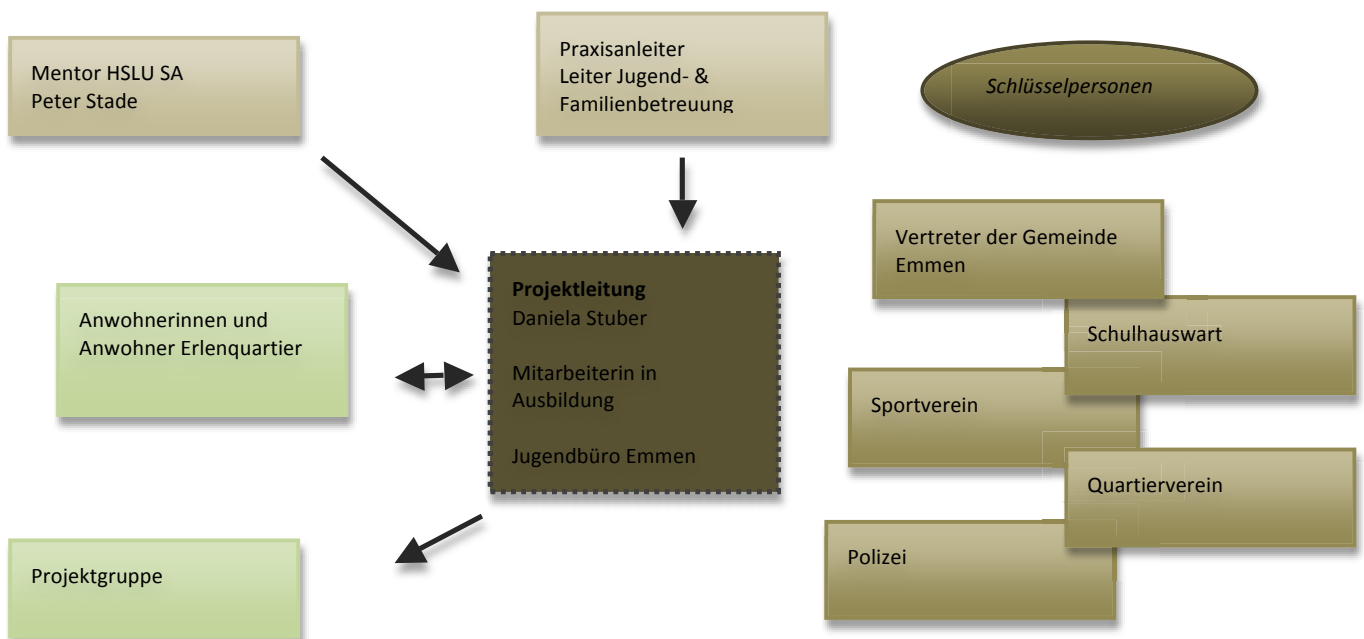 Mentor HSLU SA
Peter Stade
Praxisanleiter
Leiter Jugend- &
Familienbetreuung
Schlüsselpersonen
Vertreter der Gemeinde
Emmen
Schulhauswart
Sportverein
Quartierverein
Polizei
Projektleitung
Daniela Stuber
Mitarbeiterin in
Ausbildung
Jugendbüro Emmen
Anwohnerinnen und
Anwohner Erlenquartier
Projektgruppe